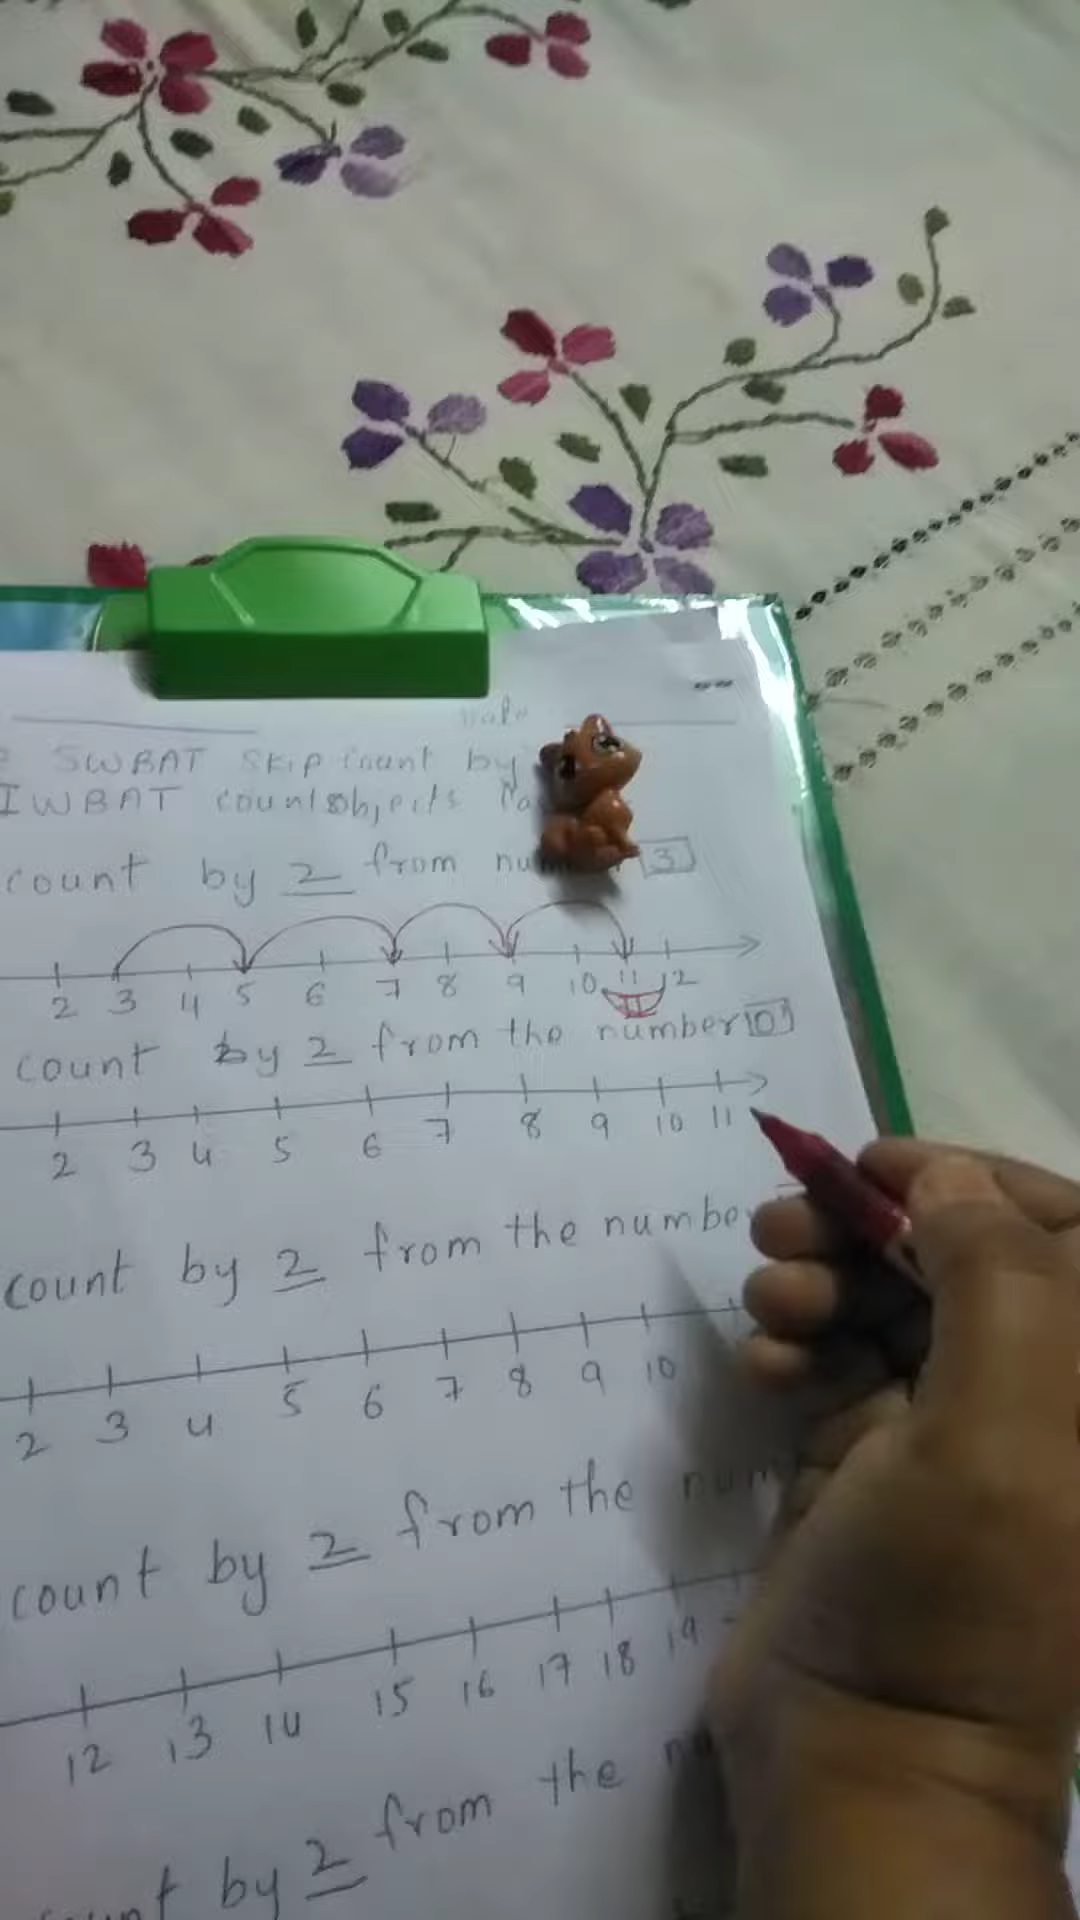 SWBAT Skip count by
IWBAT count objects
count by 2 from 3
2 3 4 5 6 7 8 9 10 11 12
count by 2 from the number 0
2 3 4 5 6 7 8 9 10 11
count by 2 from the number
2 3 4 5 6 7 8 9 10
count by 2 from the
12 13 14 15 16 17 18 19
by 2 from the